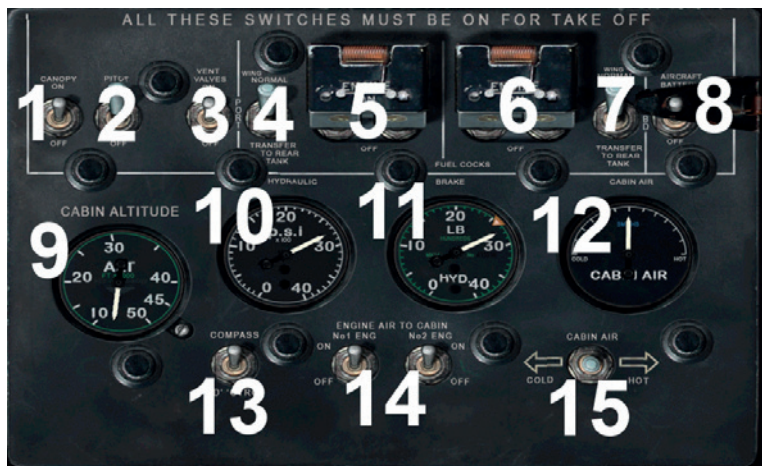 ALL THESE SWITCHES MUST BE ON FOR TAKE OFF
CANOPY
ON
PITOT
VENT
VALVES
WING
NORMAL
WING
NORMAL
AIRCRAFT
1 2 3 4 5 6 7 8
OFF OFF OFF OFF OFF OFF
TRANSFER
TO REAR
TANK
TRANSFER
TO REAR
TANK
FUEL COCKS
10 11 12
HYDRAULIC BRAKE CABIN AIR
9
CABIN ALTITUDE
20 30 40 45 50 10
0 10 20 30 40
p.s.i
x 100
0 10 20 30 40
LB
HYD
COLD HOT
CABIN AIR
COMPASS
ENGINE AIR TO CABIN
No1 ENG No2 ENG
ON ON
OFF OFF
CABIN AIR
COLD HOT
13 14 15